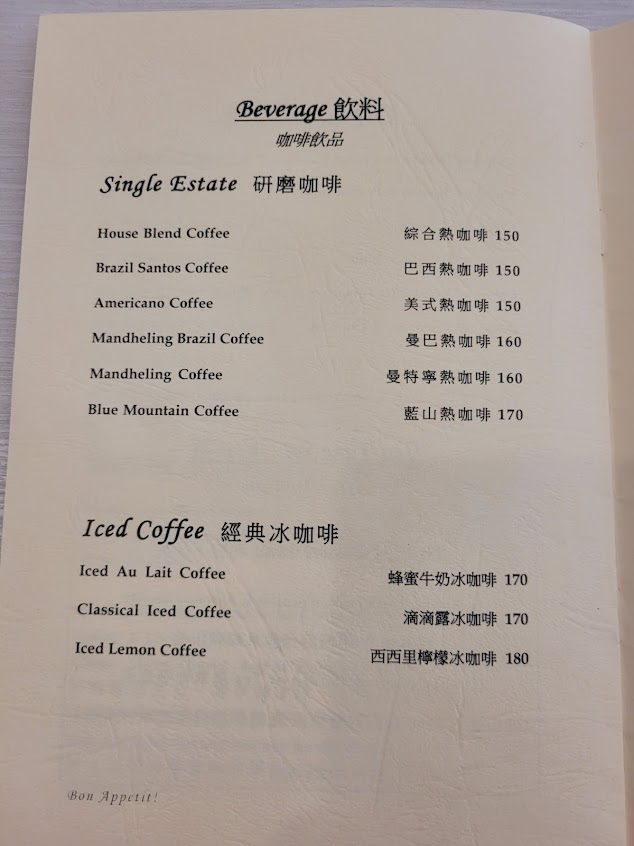 Beverage 飲料
咖啡飲品
Single Estate 研磨咖啡
House Blend Coffee 綜合熱咖啡 150
Brazil Santos Coffee 巴西熱咖啡 150
Americano Coffee 美式熱咖啡 150
Mandheling Brazil Coffee 曼巴熱咖啡 160
Mandheling Coffee 曼特寧熱咖啡 160
Blue Mountain Coffee 藍山熱咖啡 170
Iced Coffee 經典冰咖啡
Iced Au Lait Coffee 蜂蜜牛奶冰咖啡 170
Classical Iced Coffee 滴滴露冰咖啡 170
Iced Lemon Coffee 西西里檸檬冰咖啡 180
Bon Appetit!